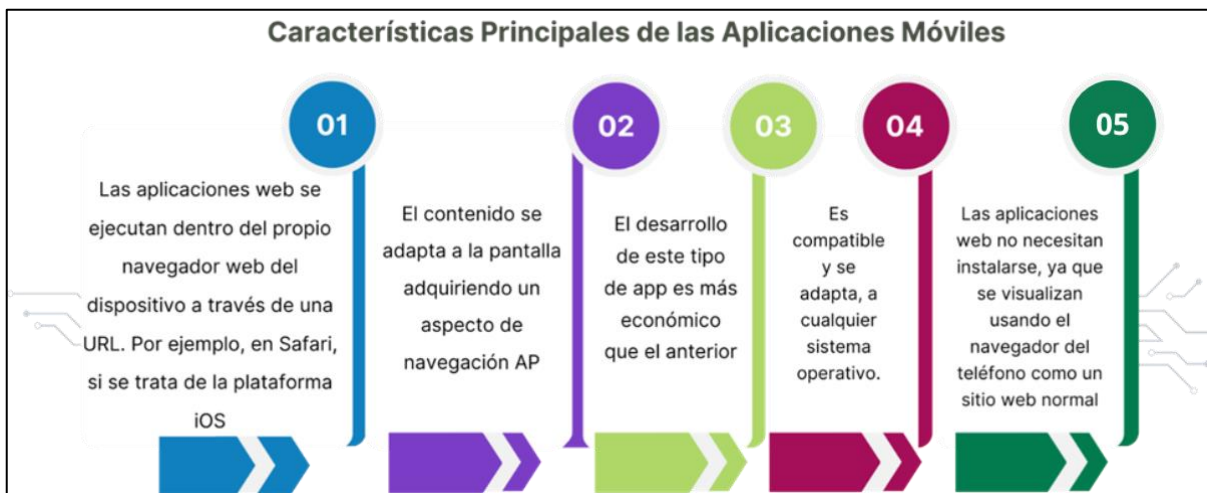 Características Principales de las Aplicaciones Móviles
01
Las aplicaciones web se
ejecutan dentro del propio
navegador web del
dispositivo a través de una
URL. Por ejemplo, en Safari,
si se trata de la plataforma
iOS
02
El contenido se
adapta a la pantalla
adquiriendo un
aspecto de
navegación AP
03
El desarrollo
de este tipo
de app es más
económico
que el anterior
04
Es
compatible
y se
adapta, a
cualquier
sistema
operativo.
05
Las aplicaciones
web no necesitan
instalarse, ya que
se visualizan
usando el
navegador del
teléfono como un
sitio web normal